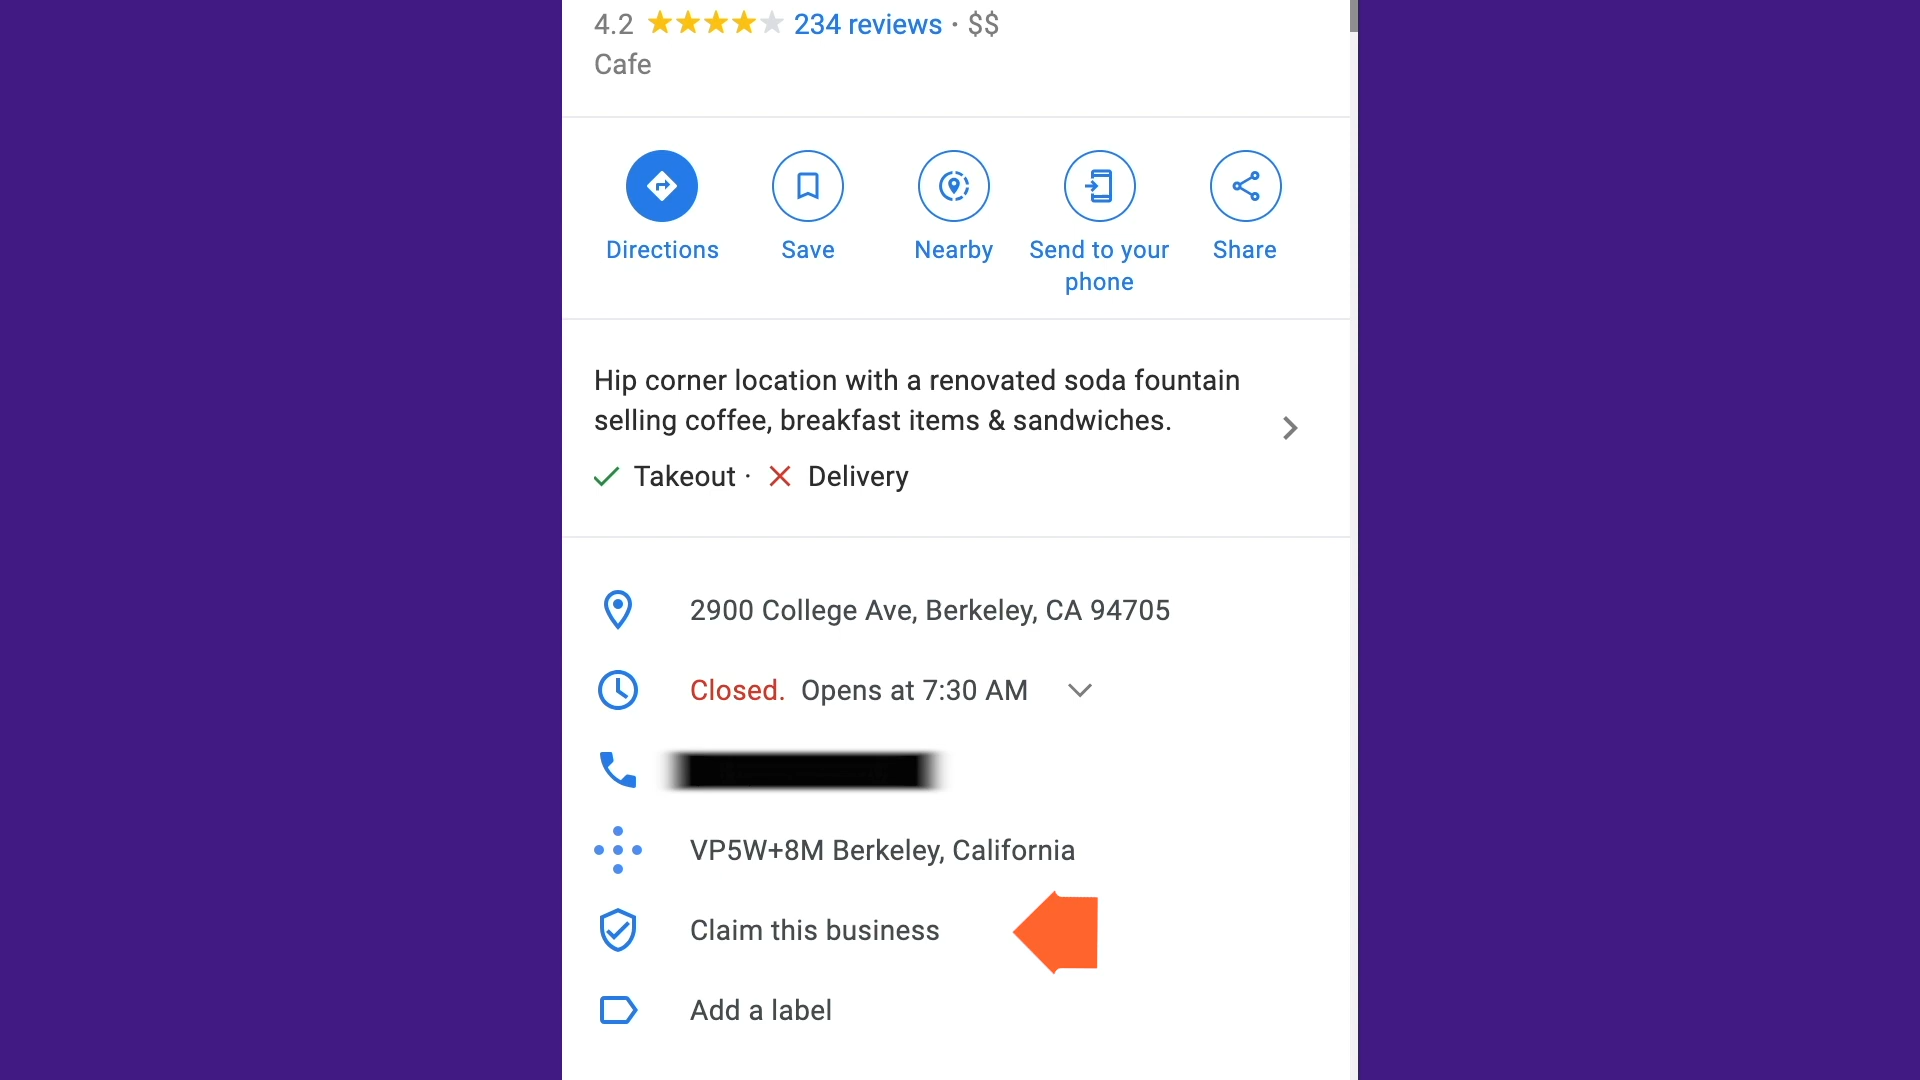 4.2 234 reviews · $$
Cafe
Directions
Save
Nearby
Send to your
phone
Share
Hip corner location with a renovated soda fountain
selling coffee, breakfast items & sandwiches.
Takeout · Delivery
2900 College Ave, Berkeley, CA 94705
Closed. Opens at 7:30 AM
VP5W+8M Berkeley, California
Claim this business
Add a label